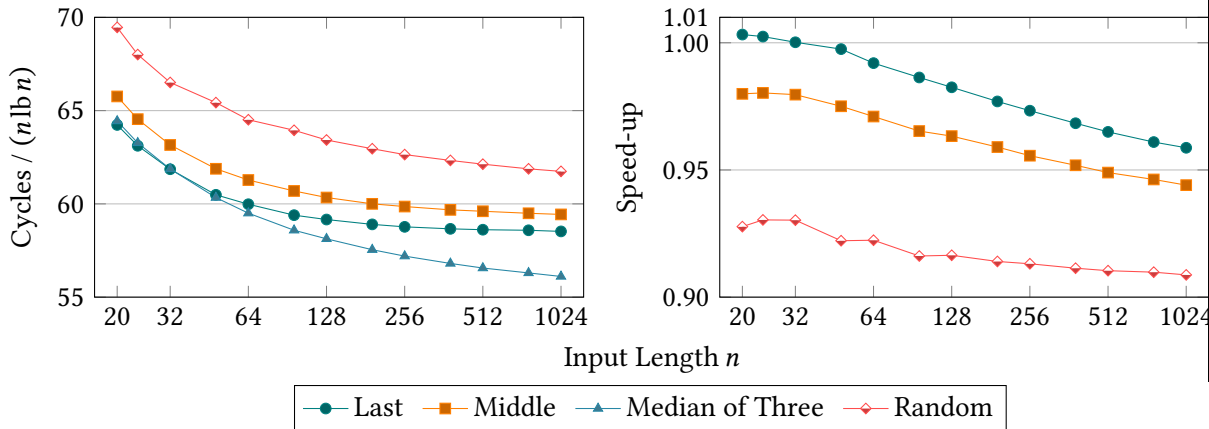 Cycles / (n lb n)
70
65
60
55
20 32 64 128 256 512 1024
Speed-up
1.01
1.00
0.95
0.90
20 32 64 128 256 512 1024
Input Length n
Last Middle Median of Three Random